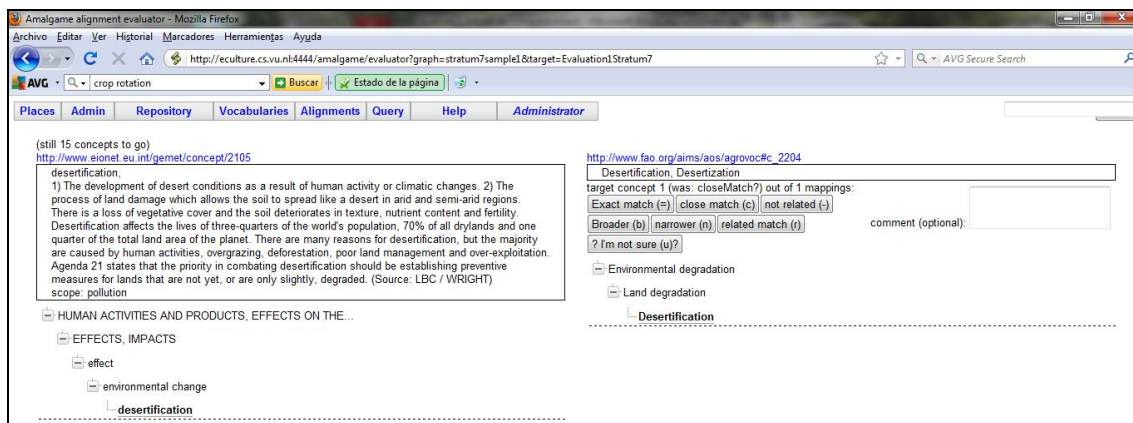 Amalgame alignment evaluator - Mozilla Firefox
Archivo Editar Ver Historial Marcadores Herramientas Ayuda
http://eculture.cs.vu.nl:4444/amalgame/evaluator?graph=stratum7sample1&target=Evaluation1Stratum7
AVG Secure Search
AVG crop rotation Buscar Estado de la página
Places Admin Repository Vocabularies Alignments Query Help Administrator
(still 15 concepts to go)
http://www.eionet.eu.int/gemet/concept/2105
desertification,
1) The development of desert conditions as a result of human activity or climatic changes. 2) The
process of land damage which allows the soil to spread like a desert in arid and semi-arid regions.
There is a loss of vegetative cover and the soil deteriorates in texture, nutrient content and fertility.
Desertification affects the lives of three-quarters of the world's population, 70% of all drylands and one
quarter of the total land area of the planet. There are many reasons for desertification, but the majority
are caused by human activities, overgrazing, deforestation, poor land management and over-exploitation.
Agenda 21 states that the priority in combating desertification should be establishing preventive
measures for lands that are not yet, or are only slightly, degraded. (Source: LBC / WRIGHT)
scope: pollution
HUMAN ACTIVITIES AND PRODUCTS, EFFECTS ON THE...
EFFECTS, IMPACTS
effect
environmental change
desertification
http://www.fao.org/aims/aos/agrovoc#c_2204
Desertification, Desertization
target concept 1 (was: closeMatch?) out of 1 mappings:
Exact match (=) close match (c) not related (-)
Broader (b) narrower (n) related match (r)
comment (optional):
? I'm not sure (u)?
Environmental degradation
Land degradation
Desertification